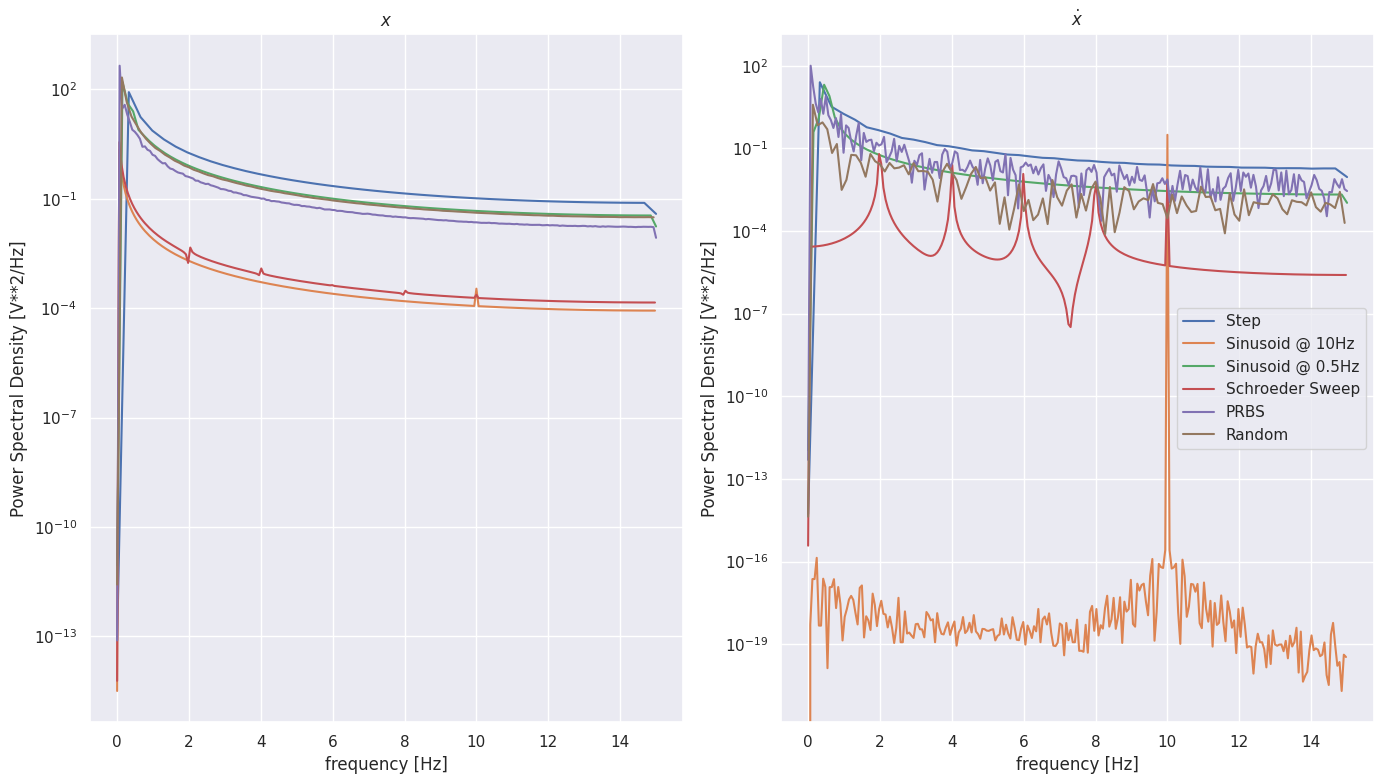 x
ẋ
Power Spectral Density [V**2/Hz]
10²
10⁻¹
10⁻⁴
10⁻⁷
10⁻¹⁰
10⁻¹³
0 2 4 6 8 10 12 14
frequency [Hz]
Power Spectral Density [V**2/Hz]
10²
10⁻¹
10⁻⁴
10⁻⁷
10⁻¹⁰
10⁻¹³
10⁻¹⁶
10⁻¹⁹
Step
Sinusoid @ 10Hz
Sinusoid @ 0.5Hz
Schroeder Sweep
PRBS
Random
0 2 4 6 8 10 12 14
frequency [Hz]